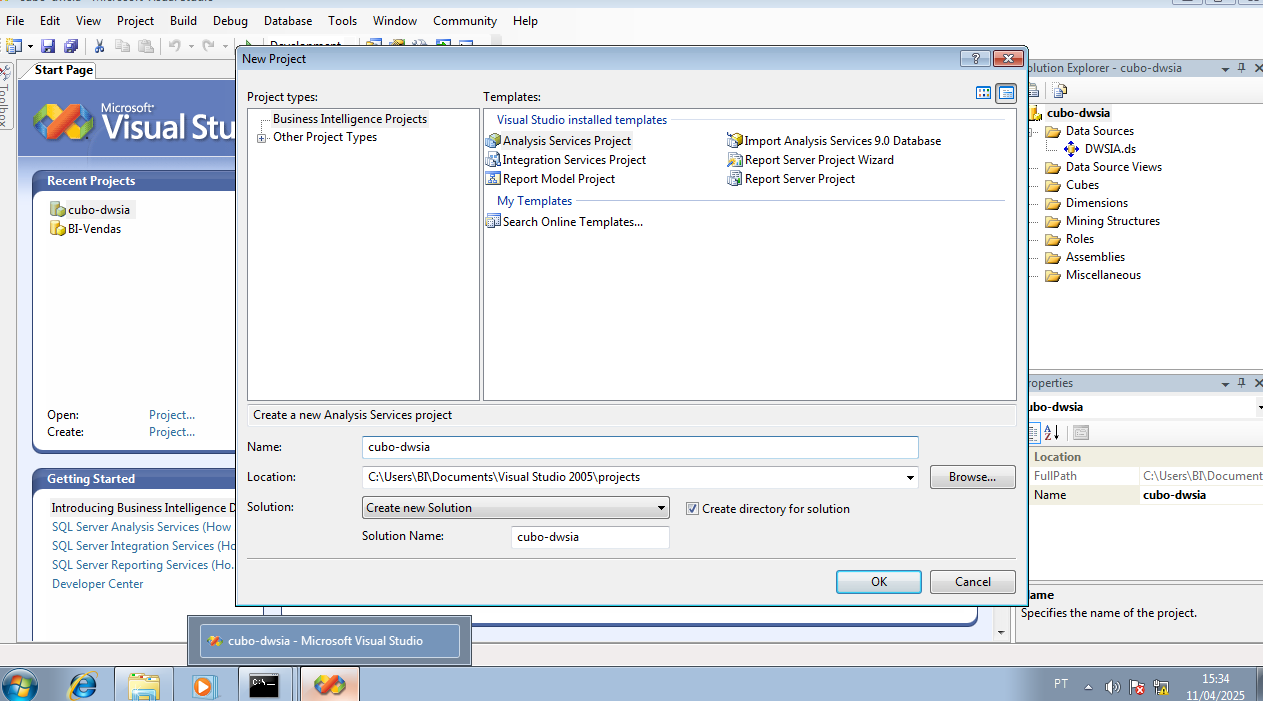 File Edit View Project Build Debug Database Tools Window Community Help
Development
Toolbox
Start Page
Microsoft
Visual Stu
Recent Projects
cubo-dwsia
BI-Vendas
Open: Project...
Create: Project...
Getting Started
Introducing Business Intelligence D
SQL Server Analysis Services (How
SQL Server Integration Services (Ho
SQL Server Reporting Services (Ho.
Developer Center
New Project
Project types:
Business Intelligence Projects
Other Project Types
Templates:
Visual Studio installed templates
Analysis Services Project
Import Analysis Services 9.0 Database
Integration Services Project
Report Server Project Wizard
Report Model Project
Report Server Project
My Templates
Search Online Templates...
Create a new Analysis Services project
Name: cubo-dwsia
Location: C:\Users\BI\Documents\Visual Studio 2005\projects
Browse...
Solution: Create new Solution
Create directory for solution
Solution Name: cubo-dwsia
OK Cancel
olution Explorer - cubo-dwsia
cubo-dwsia
Data Sources
DWSIA.ds
Data Source Views
Cubes
Dimensions
Mining Structures
Roles
Assemblies
Miscellaneous
roperties
ubo-dwsia
Location
FullPath C:\Users\BI\Document
Name cubo-dwsia
ame
Specifies the name of the project.
cubo-dwsia - Microsoft Visual Studio
C:\.
PT
15:34
11/04/2025